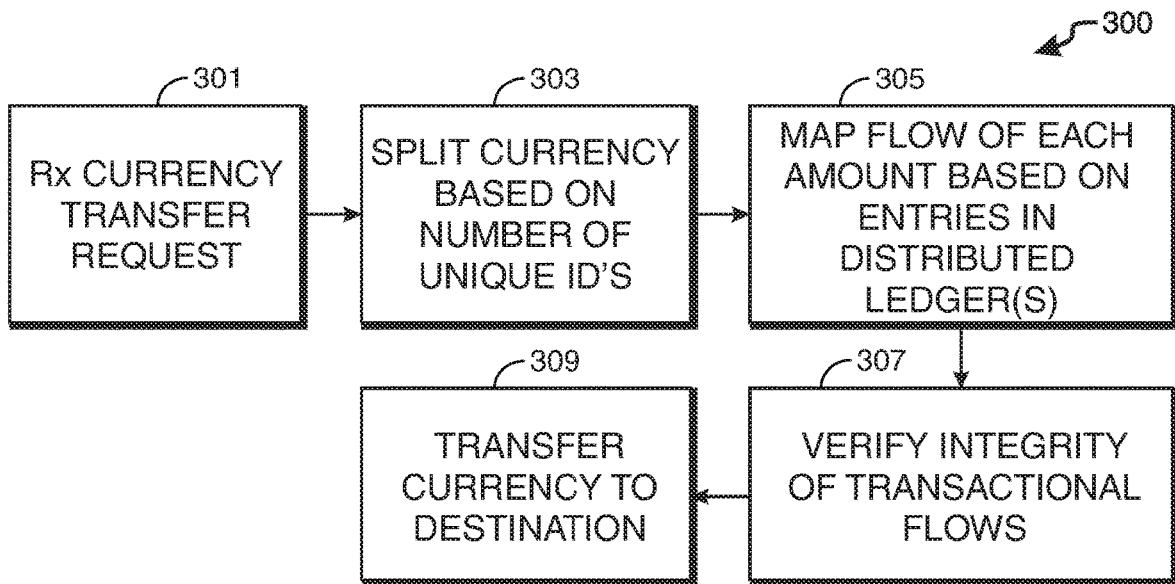 300
301
Rx CURRENCY
TRANSFER
REQUEST
303
SPLIT CURRENCY
BASED ON
NUMBER OF
UNIQUE ID'S
305
MAP FLOW OF EACH
AMOUNT BASED ON
ENTRIES IN
DISTRIBUTED
LEDGER(S)
307
VERIFY INTEGRITY
OF TRANSACTIONAL
FLOWS
309
TRANSFER
CURRENCY TO
DESTINATION